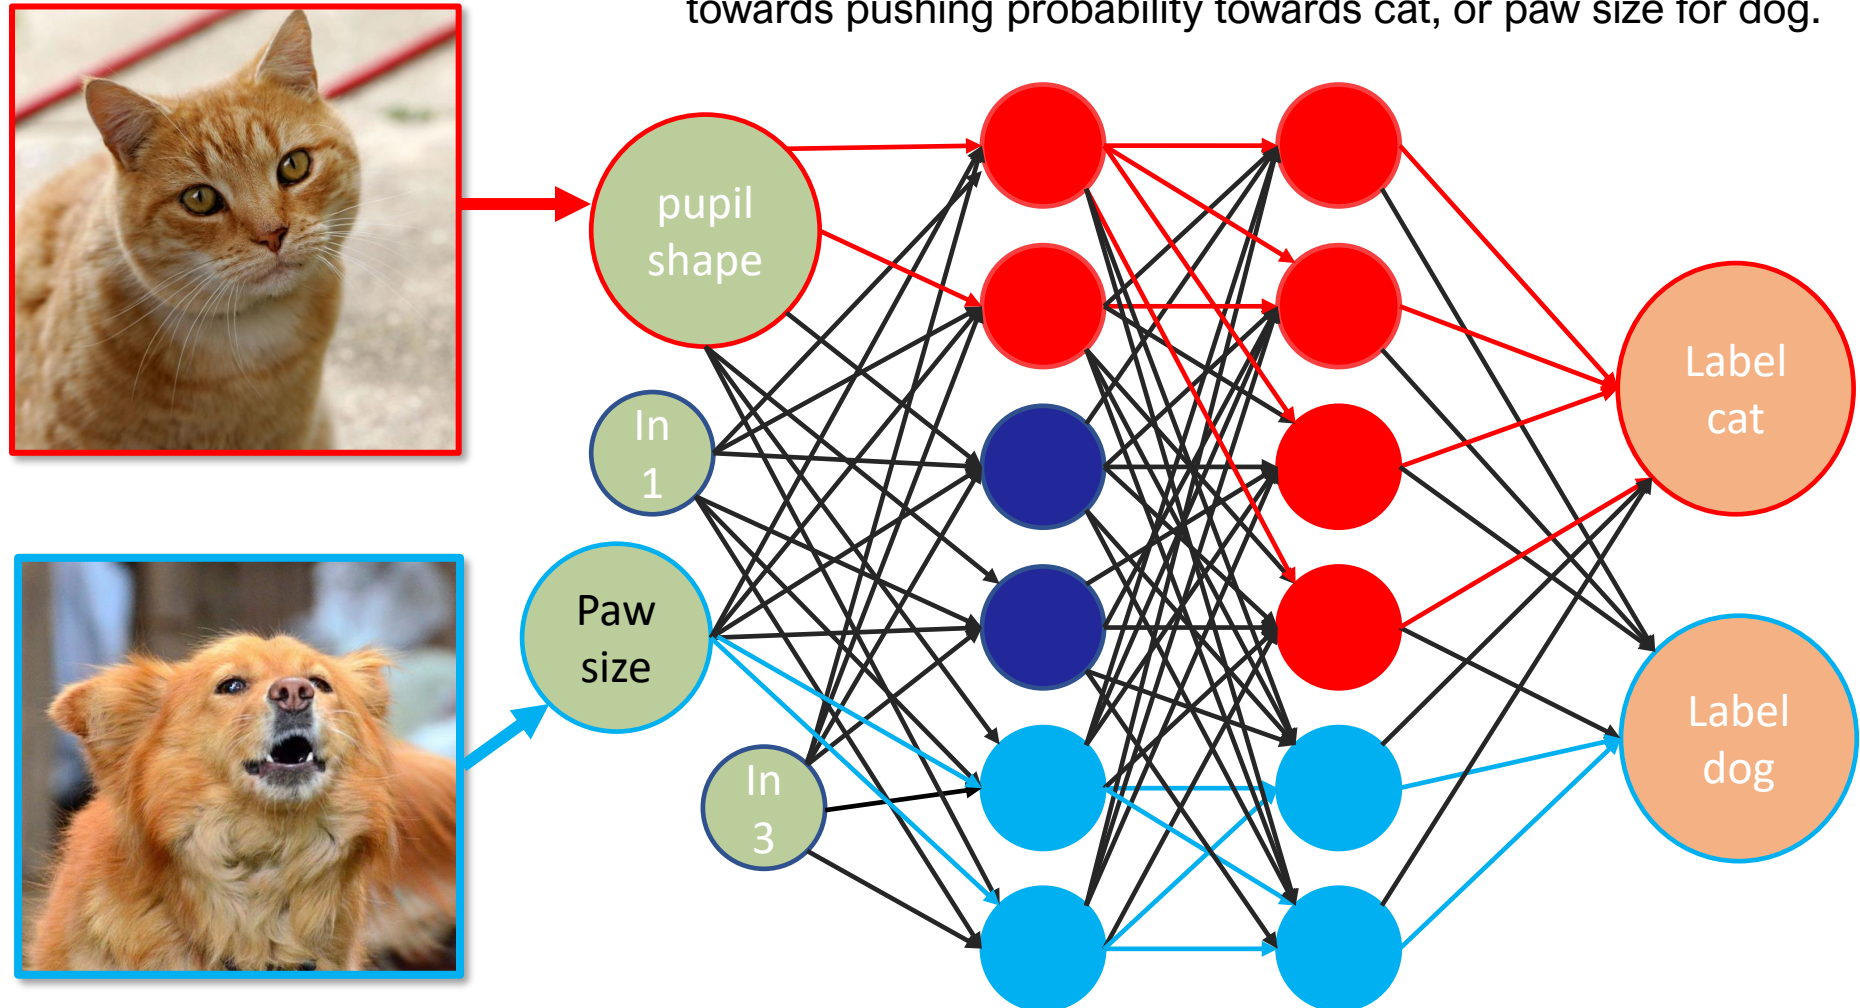 towards pushing probability towards cat, or paw size for dog.
pupil
shape
In
1
Paw
size
In
3
Label
cat
Label
dog